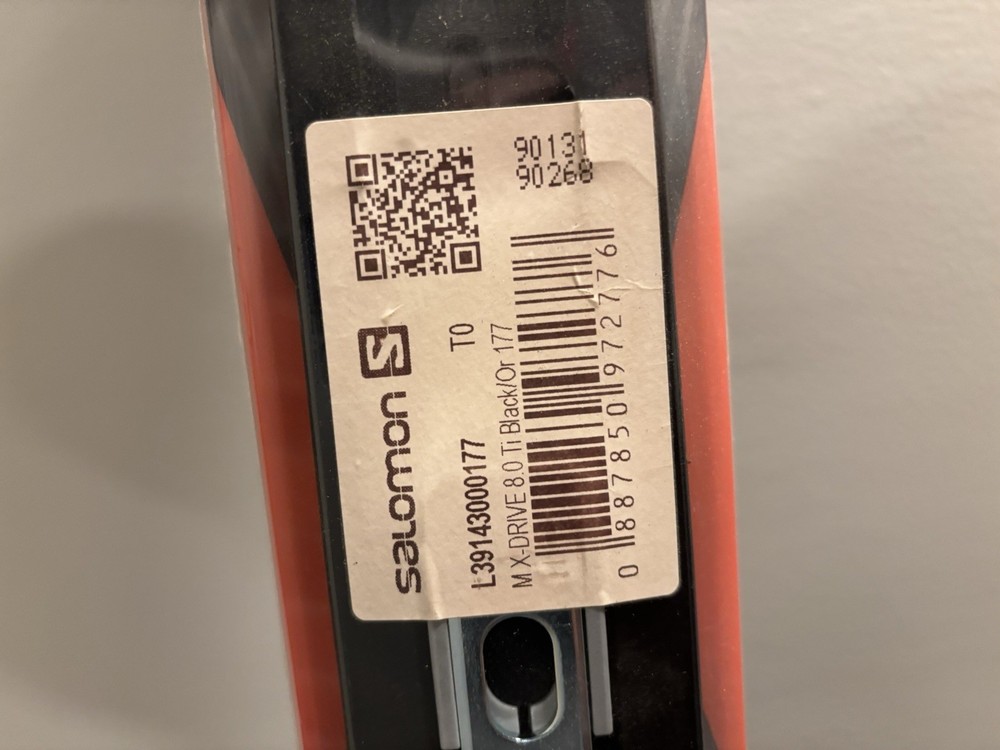 90131
90268
salomon S
T0
L39143000177
M X-DRIVE 8.0 Ti Black/Or 177
0 887850 972776